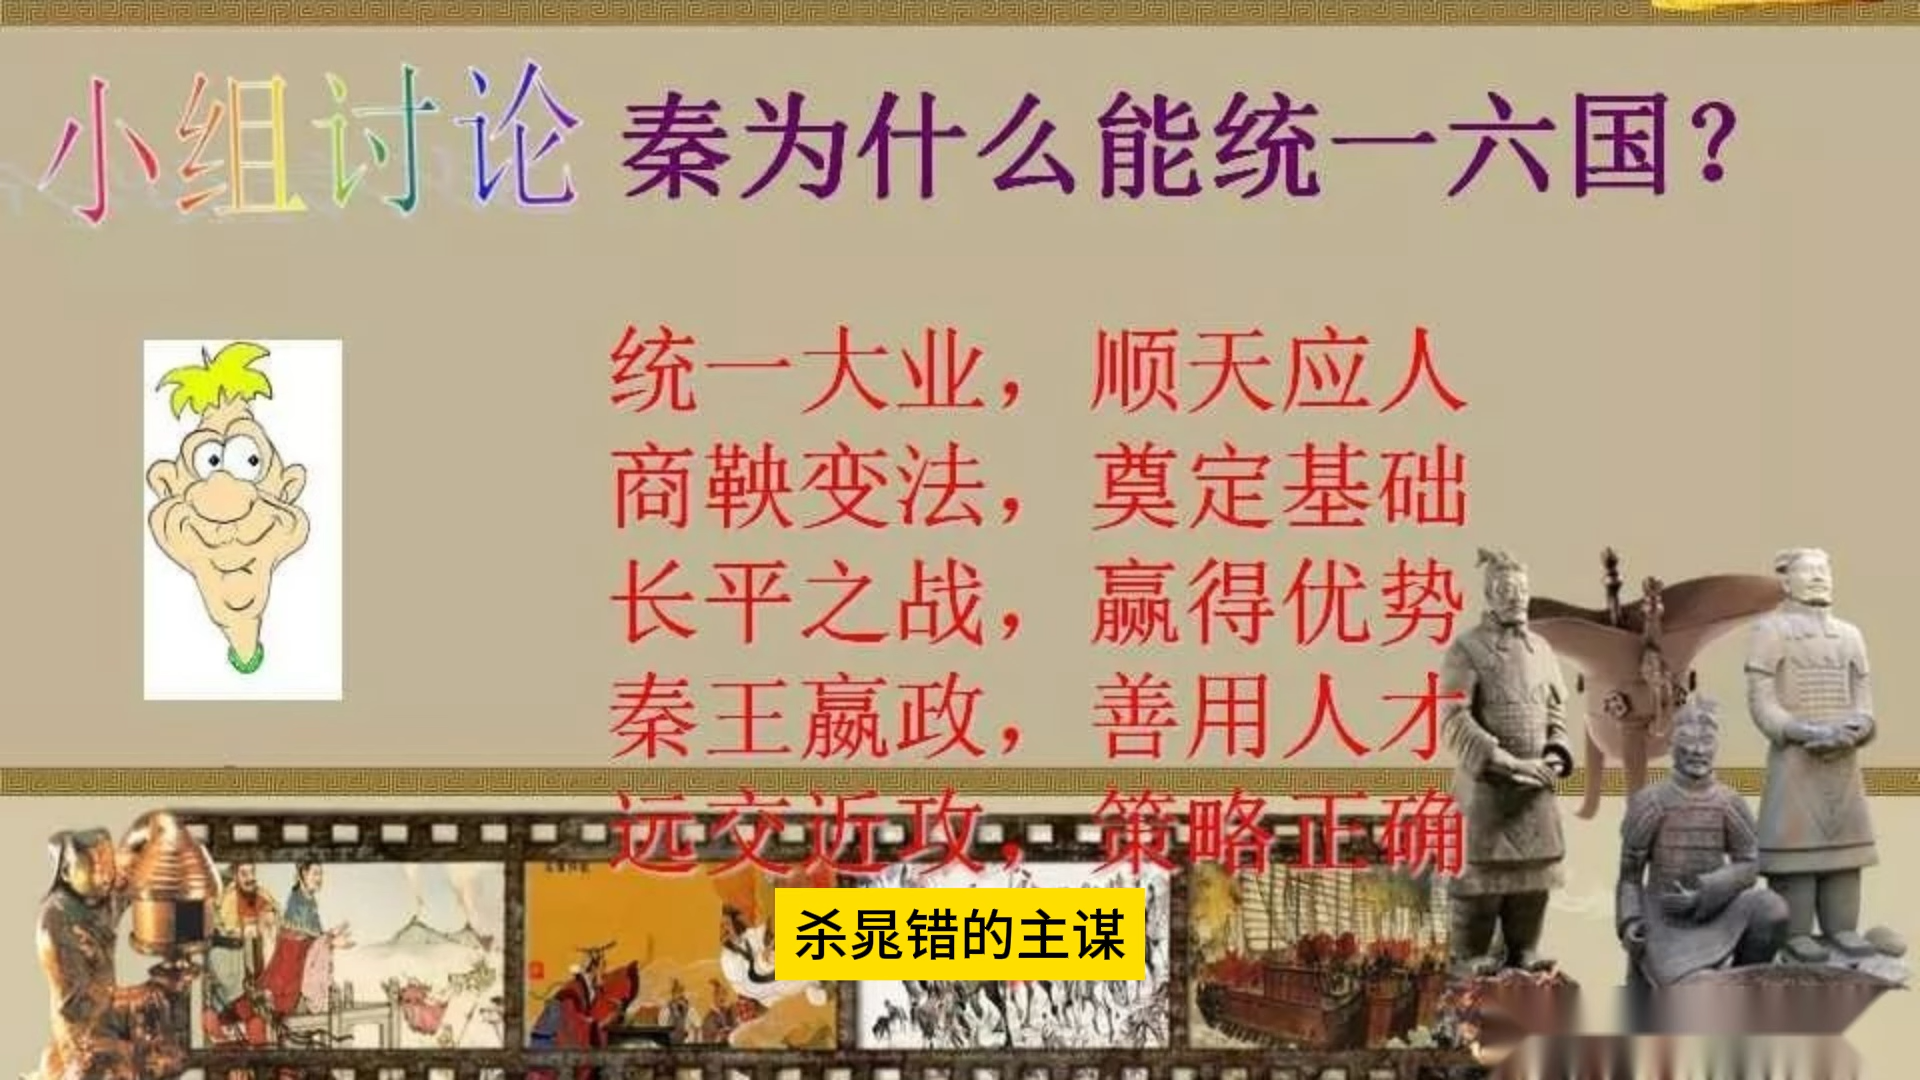 小组讨论 秦为什么能统一六国？
统一大业，顺天应人
商鞅变法，奠定基础
长平之战，赢得优势
秦王嬴政，善用人才
远交近攻，策略正确
杀晁错的主谋